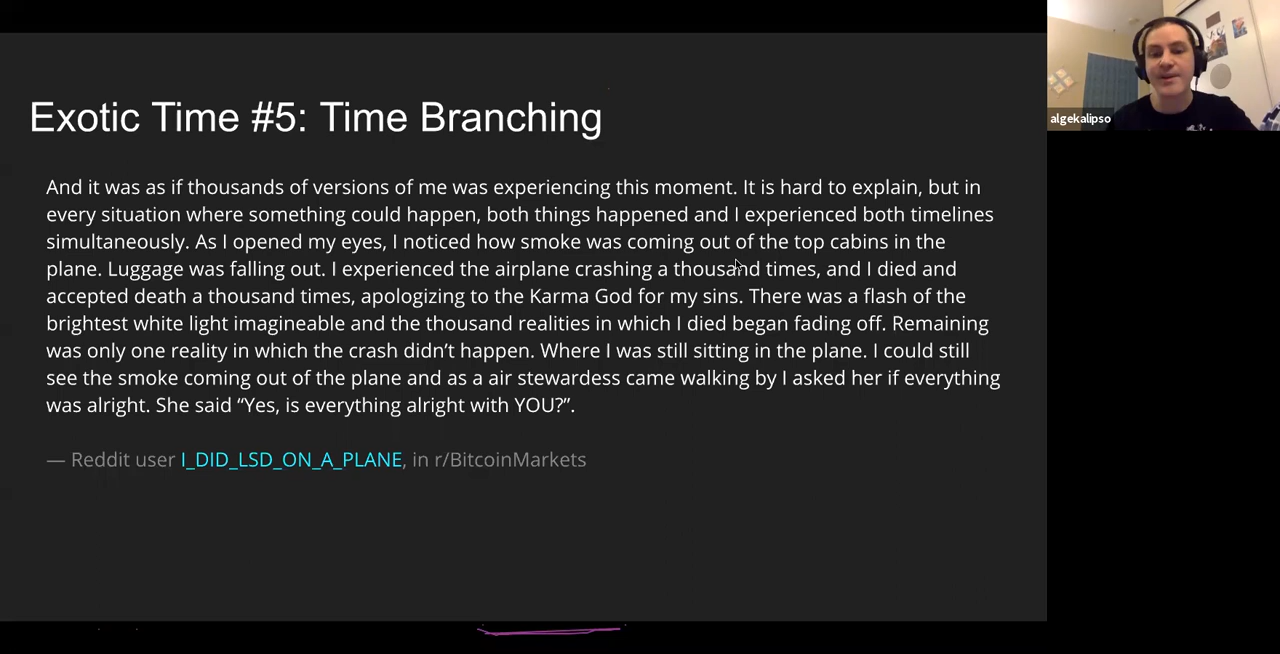 Exotic Time #5: Time Branching
And it was as if thousands of versions of me was experiencing this moment. It is hard to explain, but in
every situation where something could happen, both things happened and I experienced both timelines
simultaneously. As I opened my eyes, I noticed how smoke was coming out of the top cabins in the
plane. Luggage was falling out. I experienced the airplane crashing a thousand times, and I died and
accepted death a thousand times, apologizing to the Karma God for my sins. There was a flash of the
brightest white light imagineable and the thousand realities in which I died began fading off. Remaining
was only one reality in which the crash didn’t happen. Where I was still sitting in the plane. I could still
see the smoke coming out of the plane and as a air stewardess came walking by I asked her if everything
was alright. She said “Yes, is everything alright with YOU?”.
— Reddit user I_DID_LSD_ON_A_PLANE, in r/BitcoinMarkets
algekalipso